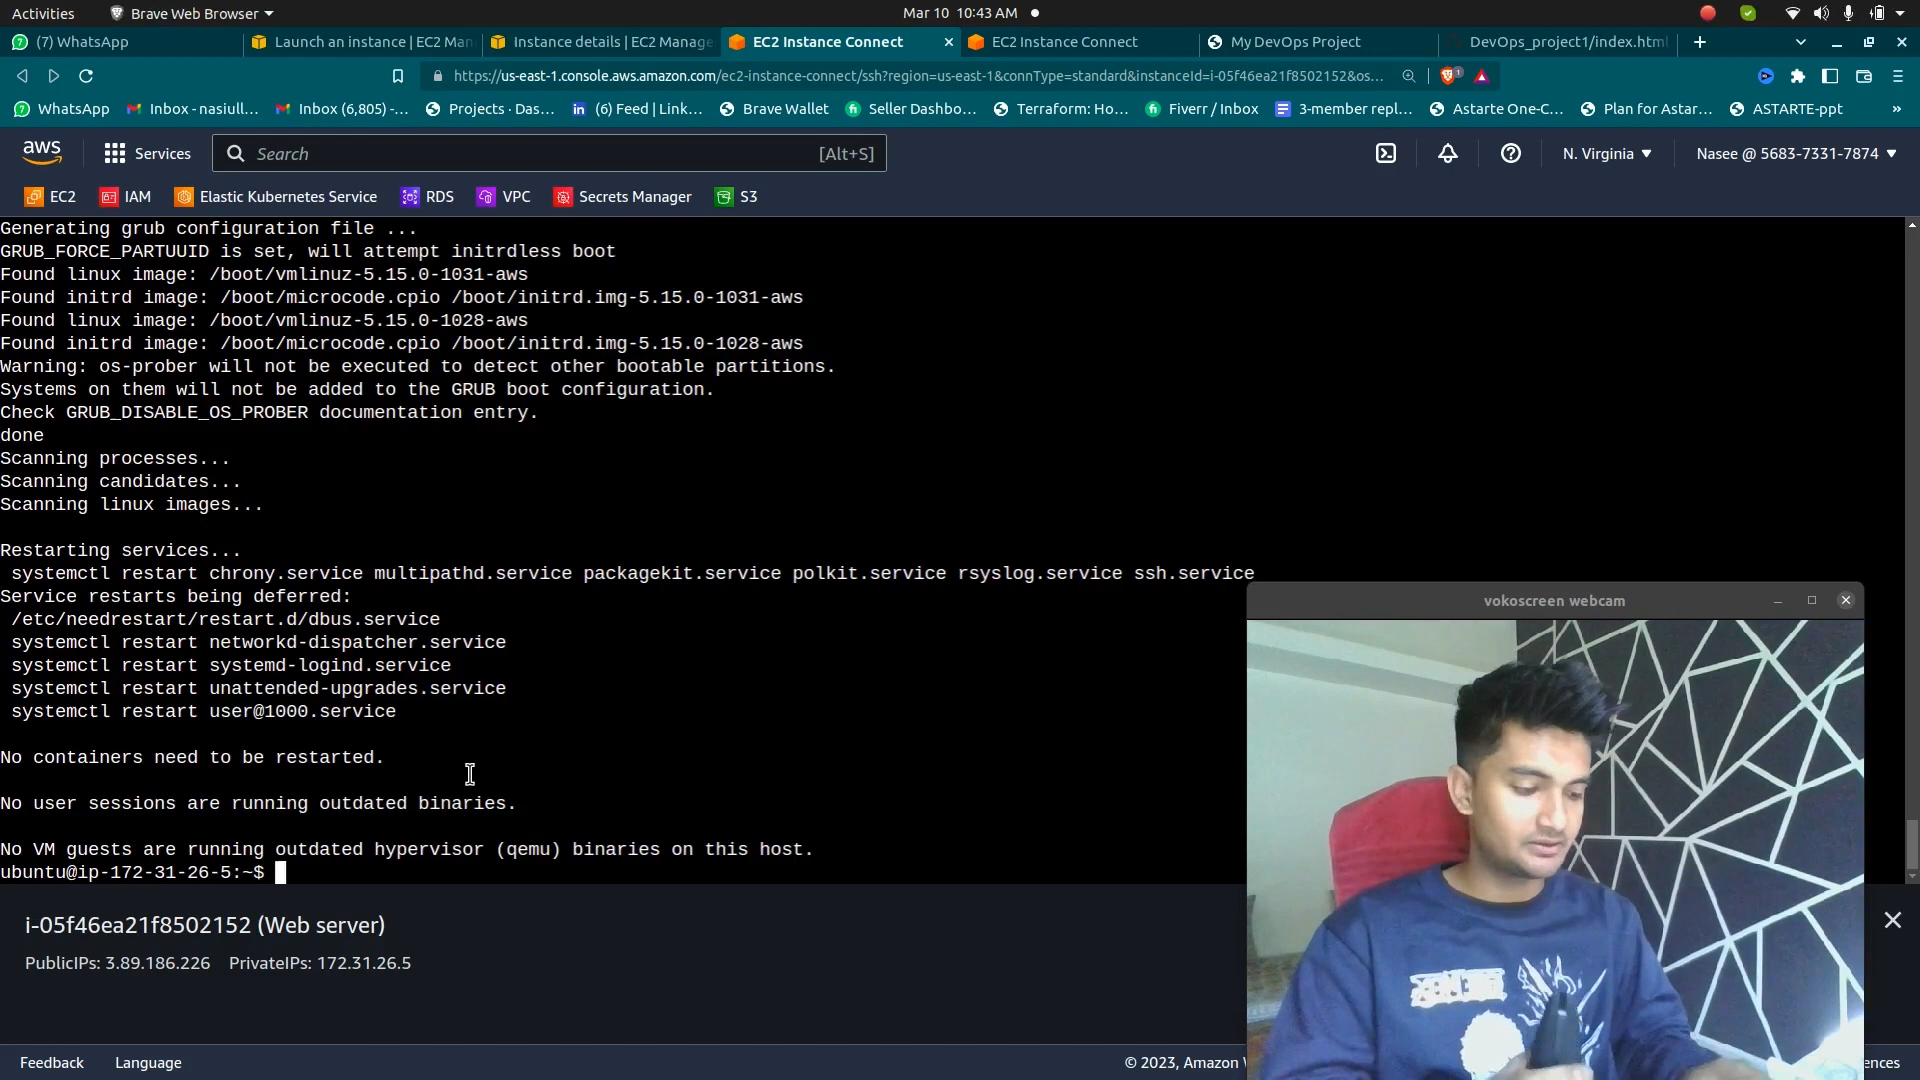 Activities
Brave Web Browser
Mar 10 10:43 AM
(7) WhatsApp
Launch an instance | EC2 Man
Instance details | EC2 Manage
EC2 Instance Connect
EC2 Instance Connect
My DevOps Project
DevOps_project1/index.html
https://us-east-1.console.aws.amazon.com/ec2-instance-connect/ssh?region=us-east-1&connType=standard&instanceId=i-05f46ea21f8502152&os...
1
WhatsApp
Inbox - nasiull...
Inbox (6,805) -...
Projects · Das...
(6) Feed | Link...
Brave Wallet
Seller Dashbo...
Terraform: Ho...
Fiverr / Inbox
3-member repl...
Astarte One-C...
Plan for Astar...
ASTARTE-ppt
aws
Services
Search
[Alt+S]
N. Virginia
Nasee @ 5683-7331-7874
EC2
IAM
Elastic Kubernetes Service
RDS
VPC
Secrets Manager
S3
Generating grub configuration file ...
GRUB_FORCE_PARTUUID is set, will attempt initrdless boot
Found linux image: /boot/vmlinuz-5.15.0-1031-aws
Found initrd image: /boot/microcode.cpio /boot/initrd.img-5.15.0-1031-aws
Found linux image: /boot/vmlinuz-5.15.0-1028-aws
Found initrd image: /boot/microcode.cpio /boot/initrd.img-5.15.0-1028-aws
Warning: os-prober will not be executed to detect other bootable partitions.
Systems on them will not be added to the GRUB boot configuration.
Check GRUB_DISABLE_OS_PROBER documentation entry.
done
Scanning processes...
Scanning candidates...
Scanning linux images...
Restarting services...
systemctl restart chrony.service multipathd.service packagekit.service polkit.service rsyslog.service ssh.service
Service restarts being deferred:
/etc/needrestart/restart.d/dbus.service
systemctl restart networkd-dispatcher.service
systemctl restart systemd-logind.service
systemctl restart unattended-upgrades.service
systemctl restart user@1000.service
No containers need to be restarted.
No user sessions are running outdated binaries.
No VM guests are running outdated hypervisor (qemu) binaries on this host.
ubuntu@ip-172-31-26-5:~$
vokoscreen webcam
i-05f46ea21f8502152 (Web server)
PublicIPs: 3.89.186.226 PrivateIPs: 172.31.26.5
Feedback
Language
© 2023, Amazon
ences